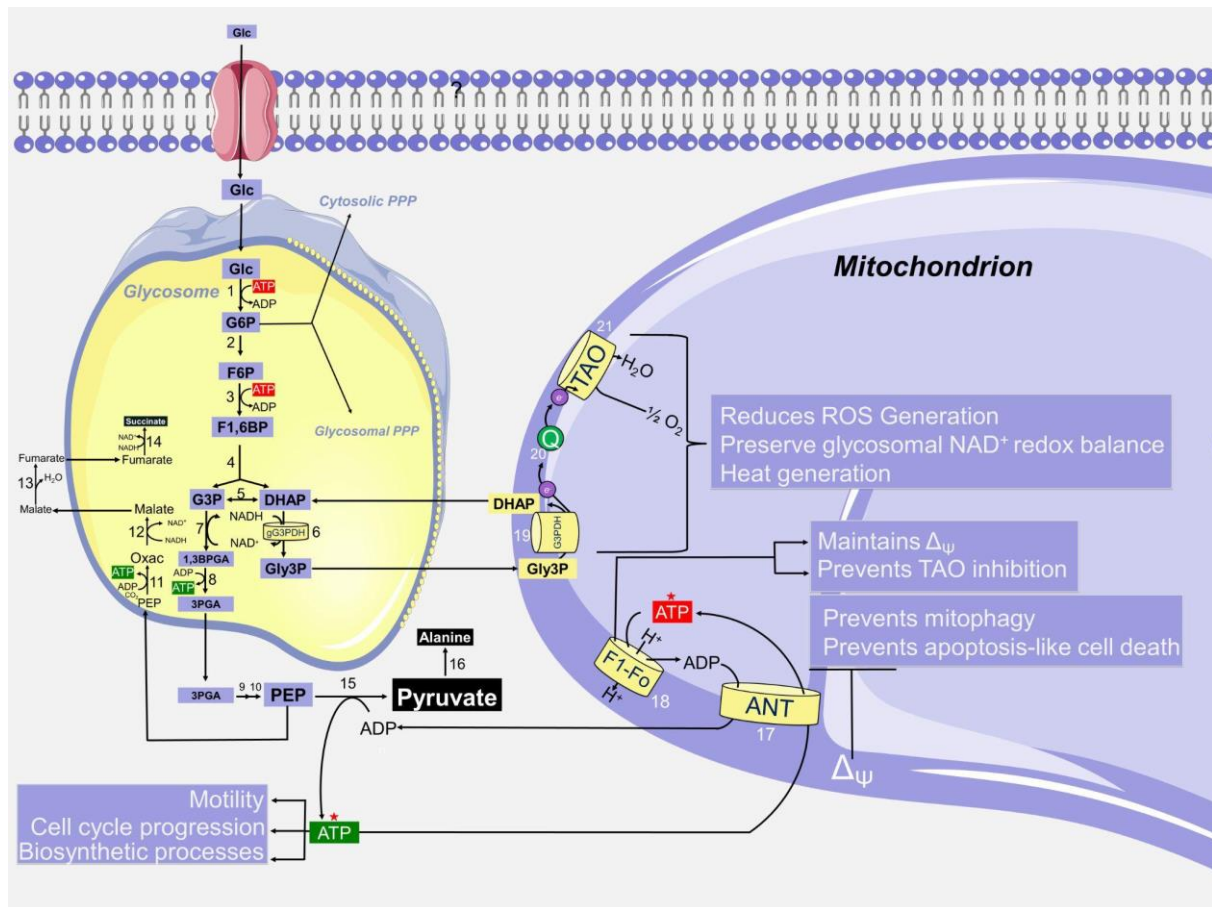 Glc
?
Glc
Cytosolic PPP
Glycosome
Glc
1
ATP
ADP
G6P
2
F6P
3
ATP
ADP
F1,6BP
Glycosomal PPP
4
Succinate
NAD⁺
NADH
14
Fumarate
Fumarate
13
H₂O
Malate
Malate
12
NAD⁺
NADH
Oxac
ATP
ADP
CO₂
11
PEP
G3P
5
DHAP
7
NADH
NAD⁺
gG3PDH
6
1,3BPGA
ADP
ATP
8
3PGA
Gly3P
3PGA
9
10
PEP
15
Pyruvate
16
Alanine
ADP
ATP
Motility
Cell cycle progression
Biosynthetic processes
Mitochondrion
21
TAO
H₂O
½ O₂
e⁻
Q
20
e⁻
DHAP
19
G3PDH
Gly3P
Reduces ROS Generation
Preserve glycosomal NAD⁺ redox balance
Heat generation
Maintains Δψ
Prevents TAO inhibition
Prevents mitophagy
Prevents apoptosis-like cell death
ATP
H⁺
F1-Fo
H⁺
18
ADP
ANT
17
Δψ